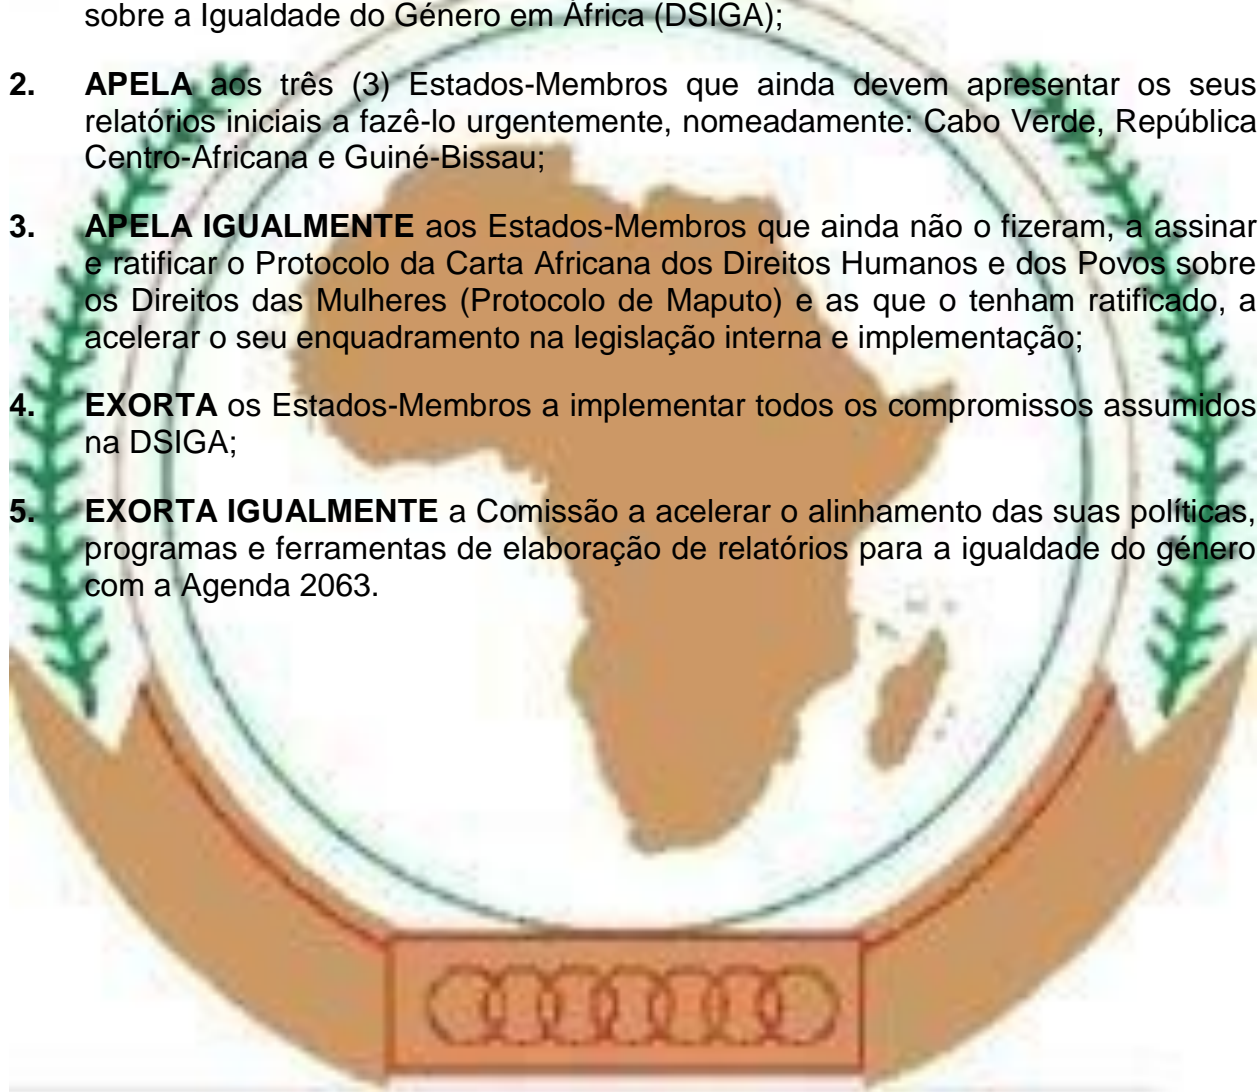 sobre a Igualdade do Género em África (DSIGA);
2. APELA aos três (3) Estados-Membros que ainda devem apresentar os seus
relatórios iniciais a fazê-lo urgentemente, nomeadamente: Cabo Verde, República
Centro-Africana e Guiné-Bissau;
3. APELA IGUALMENTE aos Estados-Membros que ainda não o fizeram, a assinar
e ratificar o Protocolo da Carta Africana dos Direitos Humanos e dos Povos sobre
os Direitos das Mulheres (Protocolo de Maputo) e as que o tenham ratificado, a
acelerar o seu enquadramento na legislação interna e implementação;
4. EXORTA os Estados-Membros a implementar todos os compromissos assumidos
na DSIGA;
5. EXORTA IGUALMENTE a Comissão a acelerar o alinhamento das suas políticas,
programas e ferramentas de elaboração de relatórios para a igualdade do género
com a Agenda 2063.